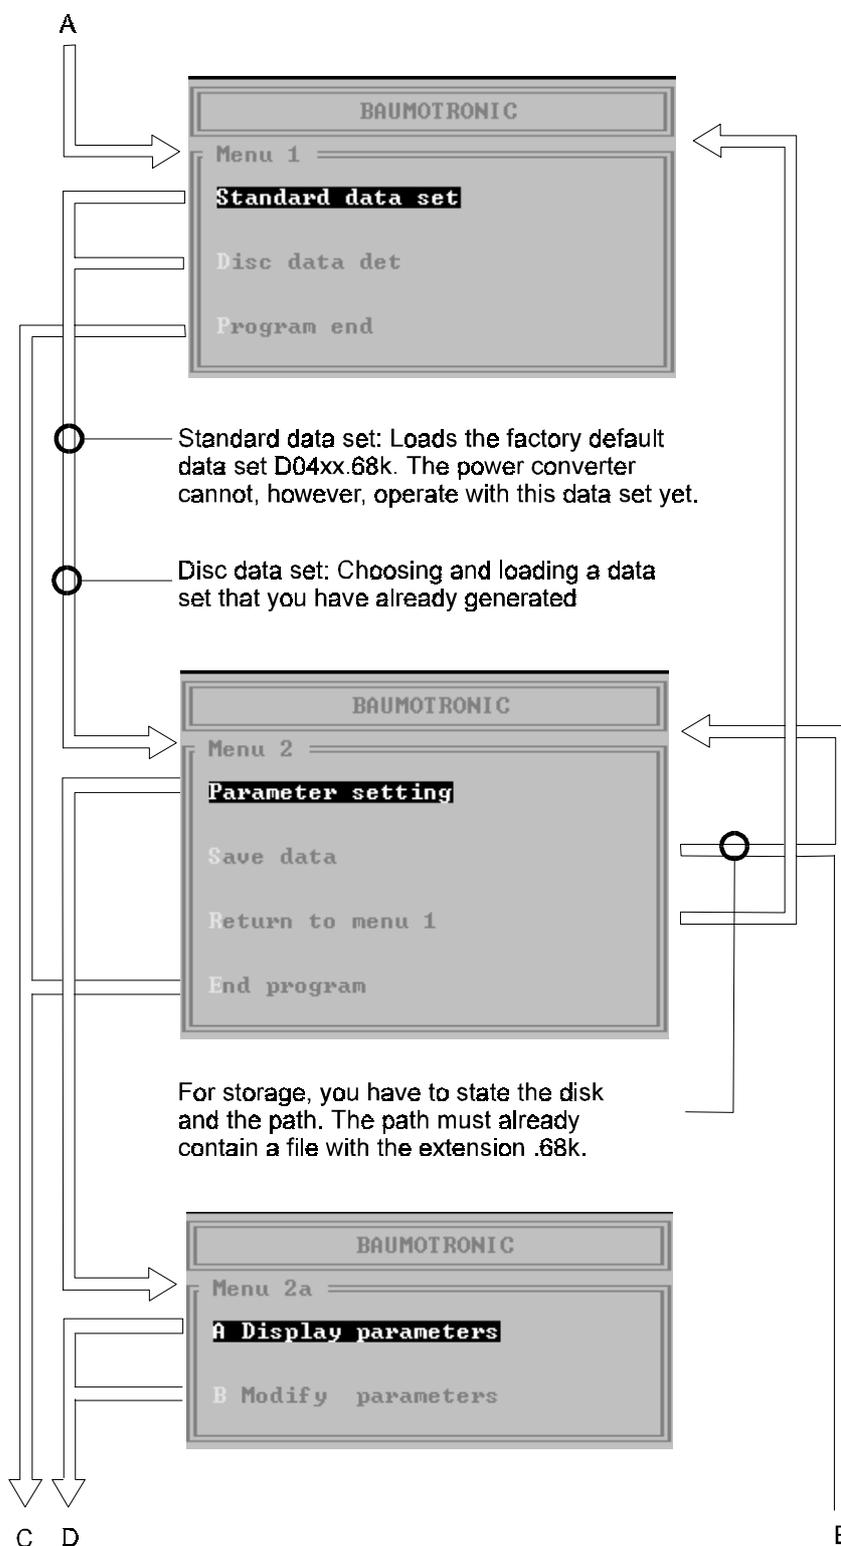 A
BAUMOTRONIC
Menu 1
Standard data set
Disc data det
Program end
Standard data set: Loads the factory default
data set D04xx.68k. The power converter
cannot, however, operate with this data set yet.
Disc data set: Choosing and loading a data
set that you have already generated
BAUMOTRONIC
Menu 2
Parameter setting
Save data
Return to menu 1
End program
For storage, you have to state the disk
and the path. The path must already
contain a file with the extension .68k.
BAUMOTRONIC
Menu 2a
A Display parameters
B Modify parameters
C D